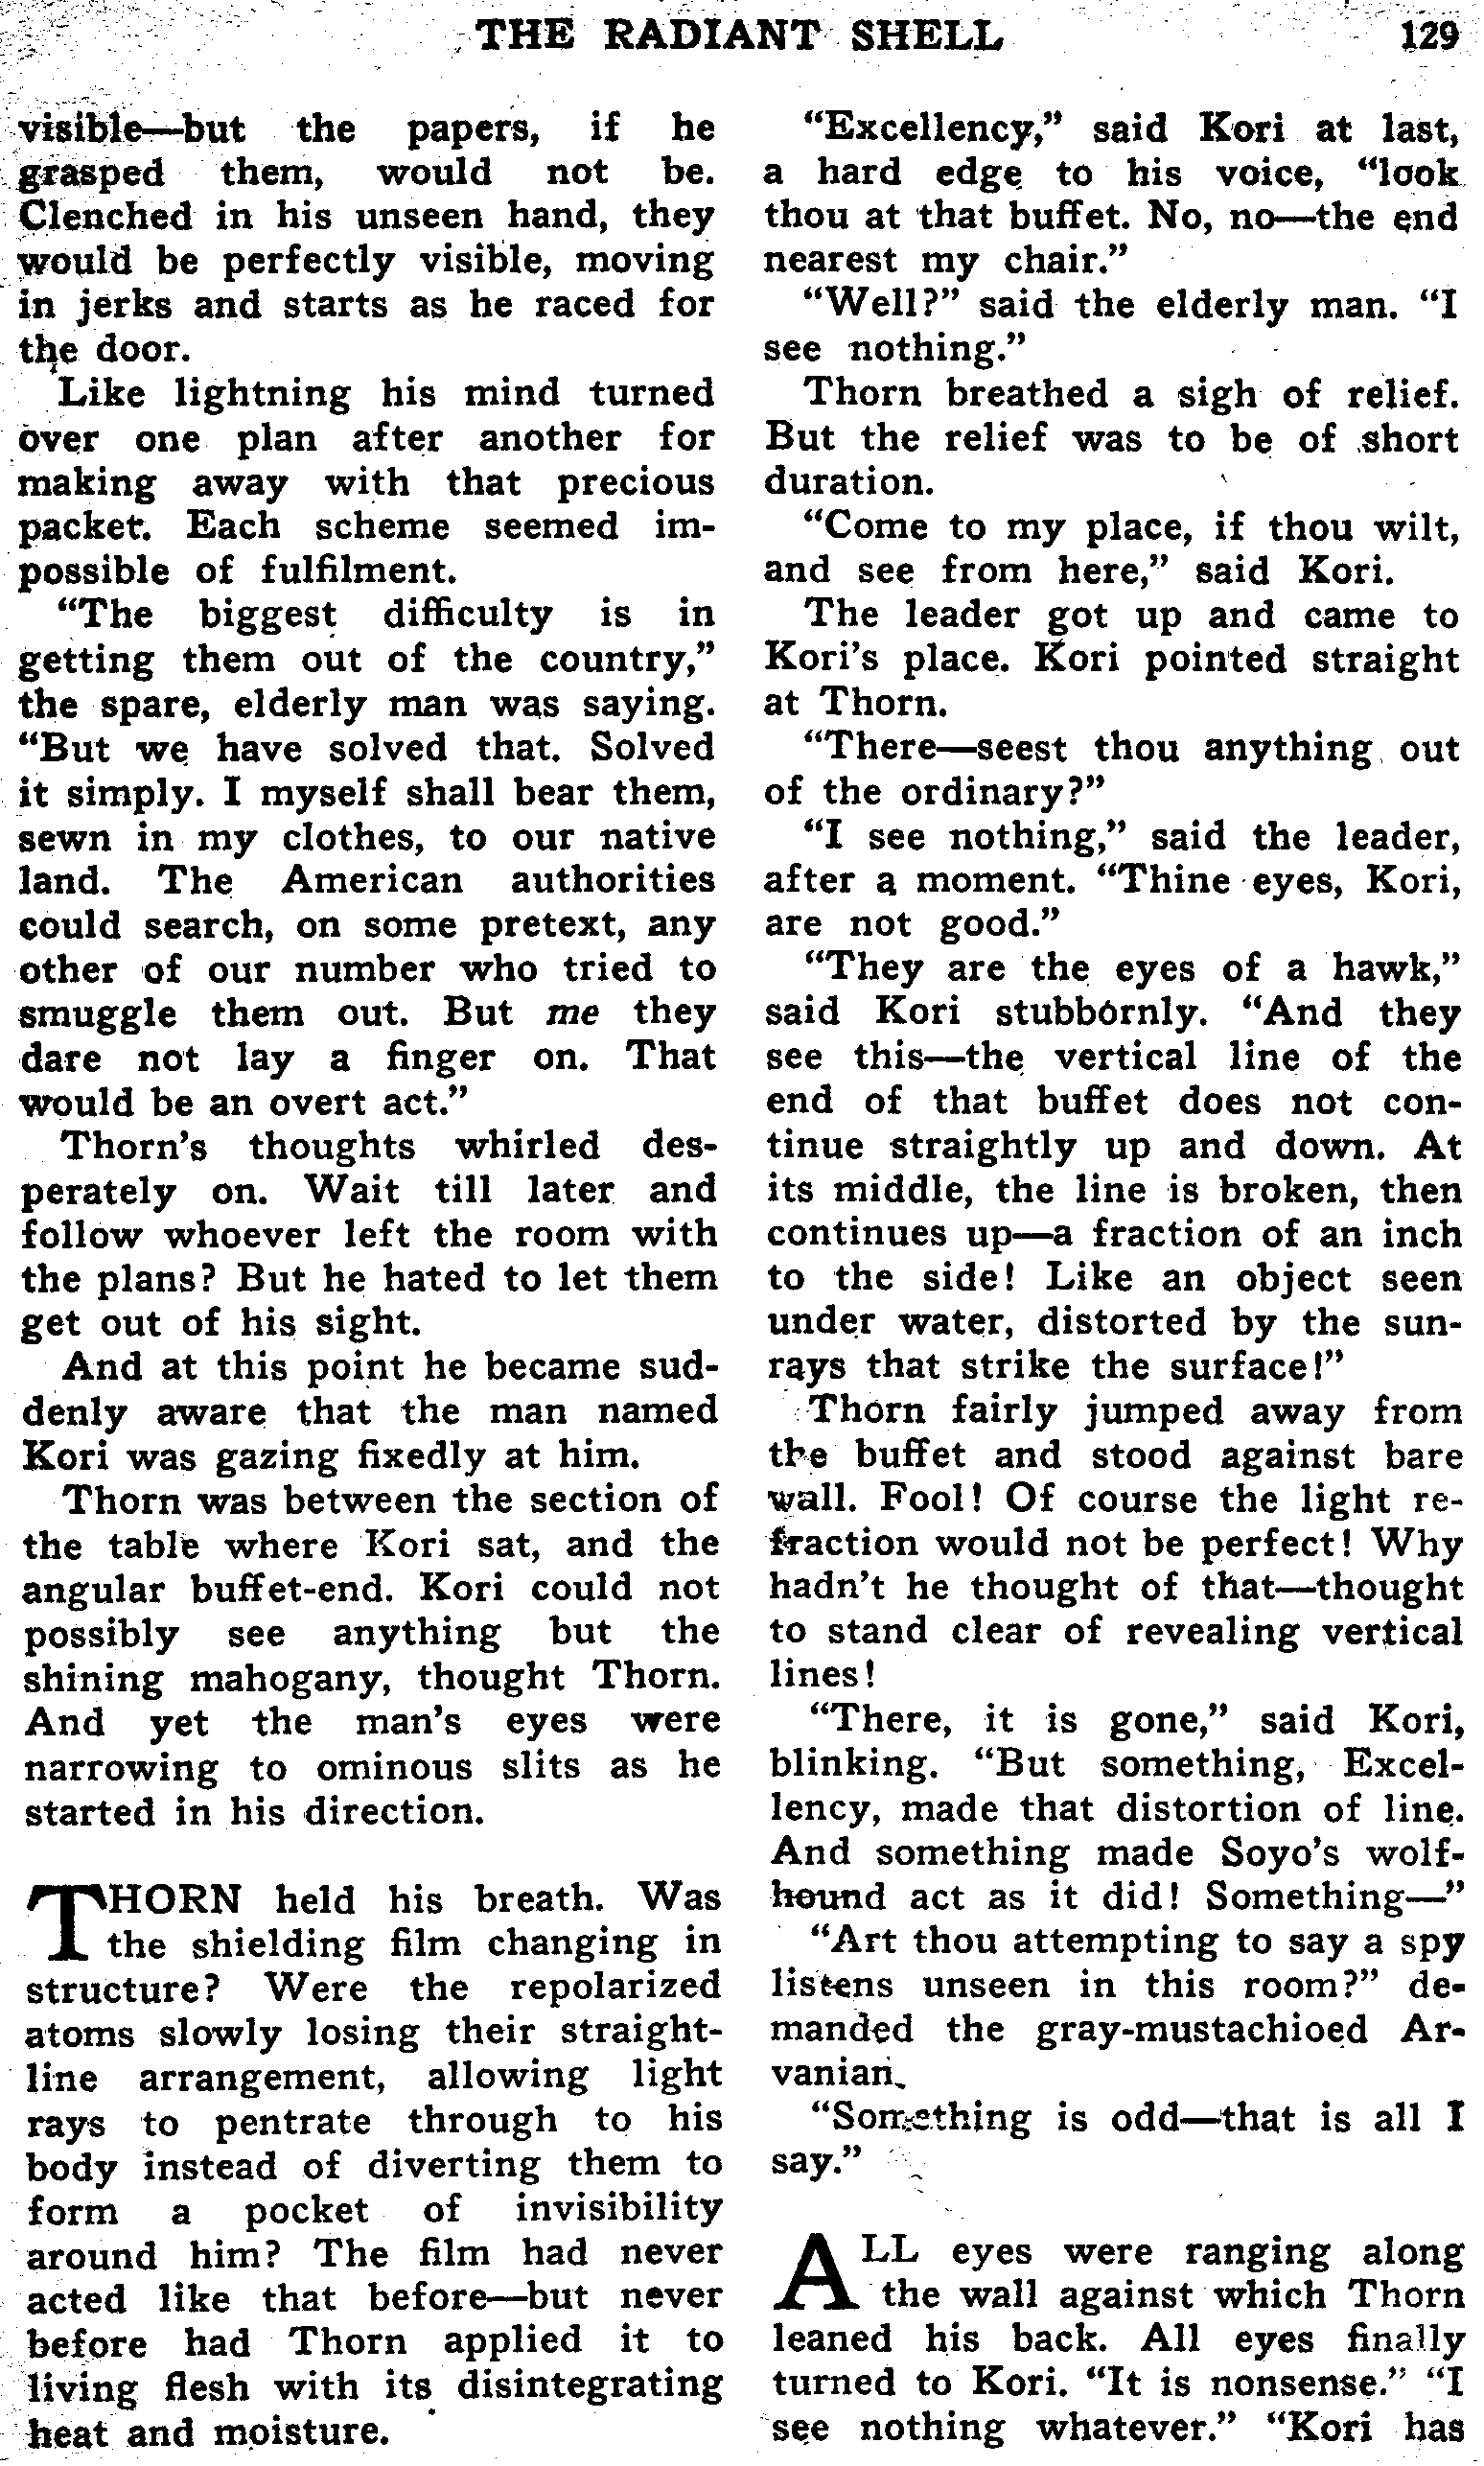 THE RADIANT SHELL 129
visible—but the papers, if he
grasped them, would not be.
Clenched in his unseen hand, they
would be perfectly visible, moving
in jerks and starts as he raced for
the door.
Like lightning his mind turned
over one plan after another for
making away with that precious
packet. Each scheme seemed im-
possible of fulfilment.
“The biggest difficulty is in
getting them out of the country,”
the spare, elderly man was saying.
“But we have solved that. Solved
it simply. I myself shall bear them,
sewn in my clothes, to our native
land. The American authorities
could search, on some pretext, any
other of our number who tried to
smuggle them out. But me they
dare not lay a finger on. That
would be an overt act.”
Thorn's thoughts whirled des-
perately on. Wait till later and
follow whoever left the room with
the plans? But he hated to let them
get out of his sight.
And at this point he became sud-
denly aware that the man named
Kori was gazing fixedly at him.
Thorn was between the section of
the table where Kori sat, and the
angular buffet-end. Kori could not
possibly see anything but the
shining mahogany, thought Thorn.
And yet the man's eyes were
narrowing to ominous slits as he
started in his direction.
THORN held his breath. Was
the shielding film changing in
structure? Were the repolarized
atoms slowly losing their straight-
line arrangement, allowing light
rays to pentrate through to his
body instead of diverting them to
form a pocket of invisibility
around him? The film had never
acted like that before—but never
before had Thorn applied it to
living flesh with its disintegrating
heat and moisture.
“Excellency,” said Kori at last,
a hard edge to his voice, “look
thou at that buffet. No, no—the end
nearest my chair.”
“Well?” said the elderly man. “I
see nothing.”
Thorn breathed a sigh of relief.
But the relief was to be of short
duration.
“Come to my place, if thou wilt,
and see from here,” said Kori.
The leader got up and came to
Kori's place. Kori pointed straight
at Thorn.
“There—seest thou anything out
of the ordinary?”
“I see nothing,” said the leader,
after a moment. “Thine eyes, Kori,
are not good.”
“They are the eyes of a hawk,”
said Kori stubbornly. “And they
see this—the vertical line of the
end of that buffet does not con-
tinue straightly up and down. At
its middle, the line is broken, then
continues up—a fraction of an inch
to the side! Like an object seen
under water, distorted by the sun-
rays that strike the surface!”
Thorn fairly jumped away from
the buffet and stood against bare
wall. Fool! Of course the light re-
fraction would not be perfect! Why
hadn't he thought of that—thought
to stand clear of revealing vertical
lines!
“There, it is gone,” said Kori,
blinking. “But something, Excel-
lency, made that distortion of line.
And something made Soyo's wolf-
hound act as it did! Something—”
“Art thou attempting to say a spy
listens unseen in this room?” de-
manded the gray-mustachioed Ar-
vanian.
“Something is odd—that is all I
say.”
ALL eyes were ranging along
the wall against which Thorn
leaned his back. All eyes finally
turned to Kori. “It is nonsense.” “I
see nothing whatever.” “Kori has